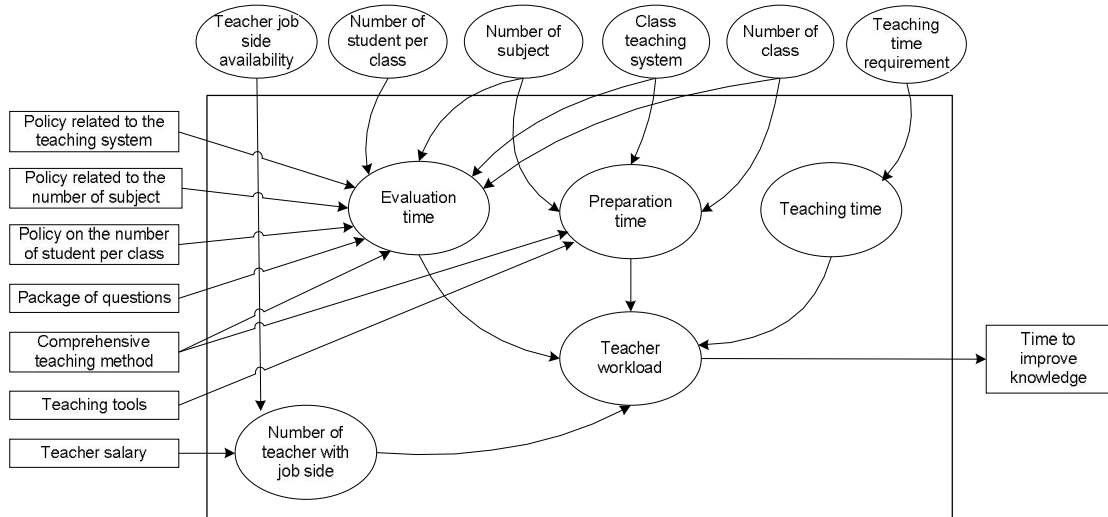 Teacher job
side
availability
Number of
student per
class
Number of
subject
Class
teaching
system
Number of
class
Teaching
time
requirement
Policy related to the
teaching system
Policy related to the
number of subject
Policy on the number
of student per class
Package of questions
Comprehensive
teaching method
Teaching tools
Teacher salary
Evaluation
time
Preparation
time
Teaching time
Teacher
workload
Number of
teacher with
job side
Time to
improve
knowledge